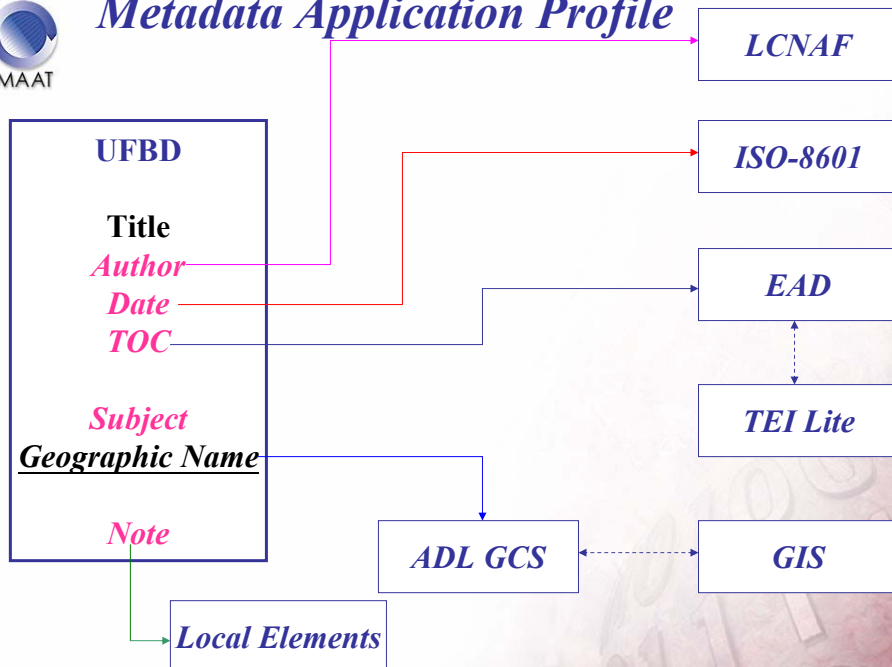 Metadata Application Profile
MAAT
LCNAF
UFBD
ISO-8601
Title
Author
Date
TOC
EAD
Subject
Geographic Name
TEI Lite
Note
ADL GCS
GIS
Local Elements